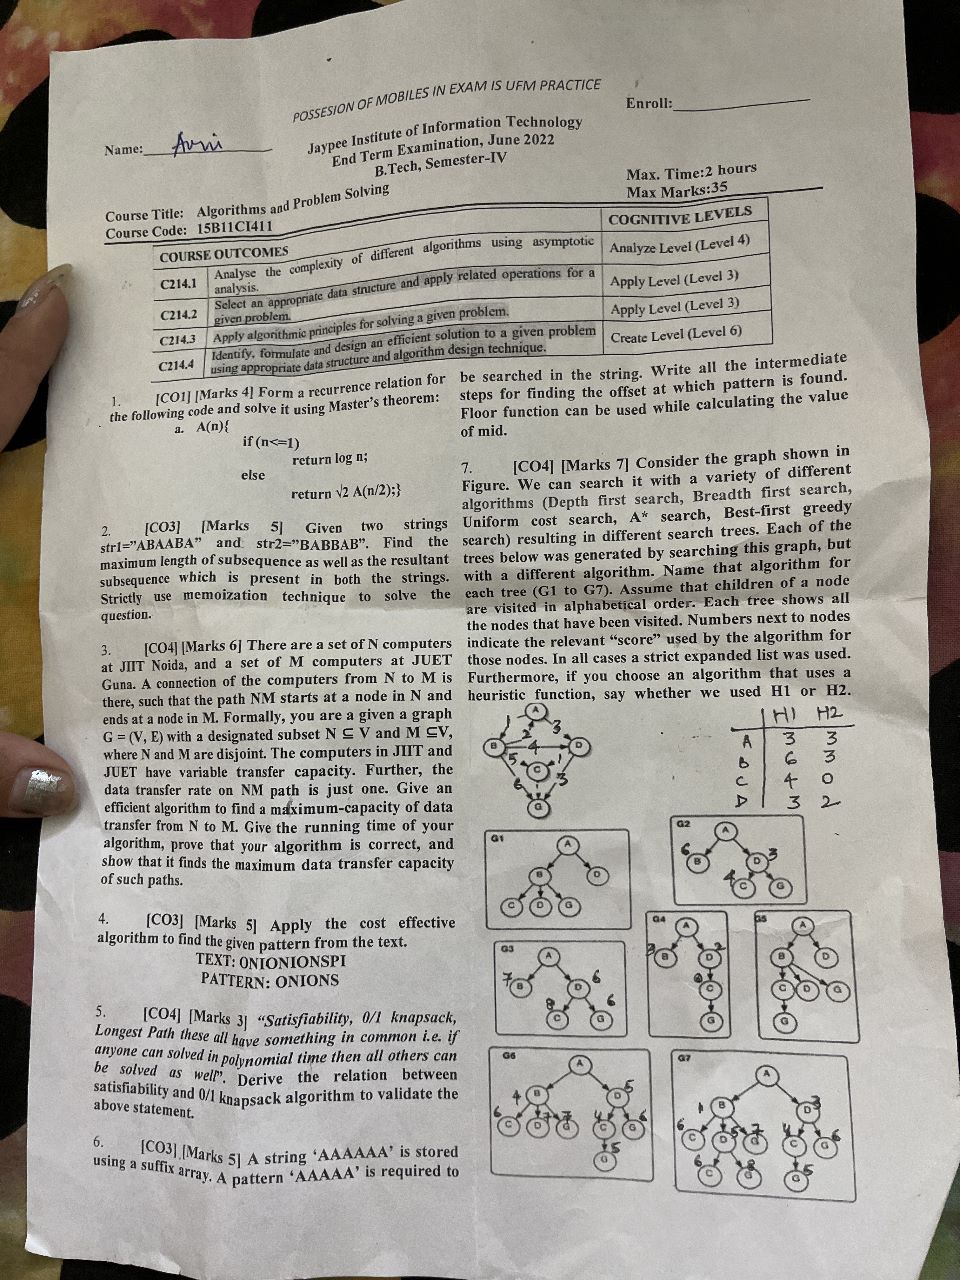 POSSESION OF MOBILES IN EXAM IS UFM PRACTICE
Name: Avni
Enroll:
Jaypee Institute of Information Technology
End Term Examination, June 2022
B.Tech, Semester-IV
Course Title: Algorithms and Problem Solving
Course Code: 15B11CI411
Max. Time:2 hours
Max Marks:35
COURSE OUTCOMES
COGNITIVE LEVELS
C214.1 Analyse the complexity of different algorithms using asymptotic analysis. Analyze Level (Level 4)
C214.2 Select an appropriate data structure and apply related operations for a given problem. Apply Level (Level 3)
C214.3 Apply algorithmic principles for solving a given problem. Apply Level (Level 3)
C214.4 Identify, formulate and design an efficient solution to a given problem using appropriate data structure and algorithm design technique. Create Level (Level 6)
1. [CO1] [Marks 4] Form a recurrence relation for
the following code and solve it using Master's theorem:
a. A(n){
if (n<=1)
return log n;
else
return √2 A(n/2);}
2. [CO3] [Marks 5] Given two strings
str1="ABAABA" and str2="BABBAB". Find the
maximum length of subsequence as well as the resultant
subsequence which is present in both the strings.
Strictly use memoization technique to solve the
question.
3. [CO4] [Marks 6] There are a set of N computers
at JIIT Noida, and a set of M computers at JUET
Guna. A connection of the computers from N to M is
there, such that the path NM starts at a node in N and
ends at a node in M. Formally, you are a given a graph
G = (V, E) with a designated subset N ⊆ V and M ⊆V,
where N and M are disjoint. The computers in JIIT and
JUET have variable transfer capacity. Further, the
data transfer rate on NM path is just one. Give an
efficient algorithm to find a maximum-capacity of data
transfer from N to M. Give the running time of your
algorithm, prove that your algorithm is correct, and
show that it finds the maximum data transfer capacity
of such paths.
4. [CO3] [Marks 5] Apply the cost effective
algorithm to find the given pattern from the text.
TEXT: ONIONIONSPI
PATTERN: ONIONS
5. [CO4] [Marks 3] "Satisfiability, 0/1 knapsack,
Longest Path these all have something in common i.e. if
anyone can solved in polynomial time then all others can
be solved as well". Derive the relation between
satisfiability and 0/1 knapsack algorithm to validate the
above statement.
6. [CO3] [Marks 5] A string 'AAAAAA' is stored
using a suffix array. A pattern 'AAAAA' is required to
be searched in the string. Write all the intermediate
steps for finding the offset at which pattern is found.
Floor function can be used while calculating the value
of mid.
7. [CO4] [Marks 7] Consider the graph shown in
Figure. We can search it with a variety of different
algorithms (Depth first search, Breadth first search,
Uniform cost search, A* search, Best-first greedy
search) resulting in different search trees. Each of the
trees below was generated by searching this graph, but
with a different algorithm. Name that algorithm for
each tree (G1 to G7). Assume that children of a node
are visited in alphabetical order. Each tree shows all
the nodes that have been visited. Numbers next to nodes
indicate the relevant "score" used by the algorithm for
those nodes. In all cases a strict expanded list was used.
Furthermore, if you choose an algorithm that uses a
heuristic function, say whether we used H1 or H2.
A
1 2 3
B 4 D
5 C 1
6 3
G
H1 H2
A 3 3
B 6 3
C 4 0
D 3 2
G1
A
B D
C D G
G2
A
6 B D 3
4 C G
G3
A
7 B D 6
8 C G 6
G4
A
3 B D 2
0 C
G
G5
A
B D
C D G
G
G6
A
4 B D 5
6 C D 7 G 7 4 C G 6
G 5
G7
A
1 B D 3
6 C D 5 G 7 4 C G 6
6 C G 8 G 5